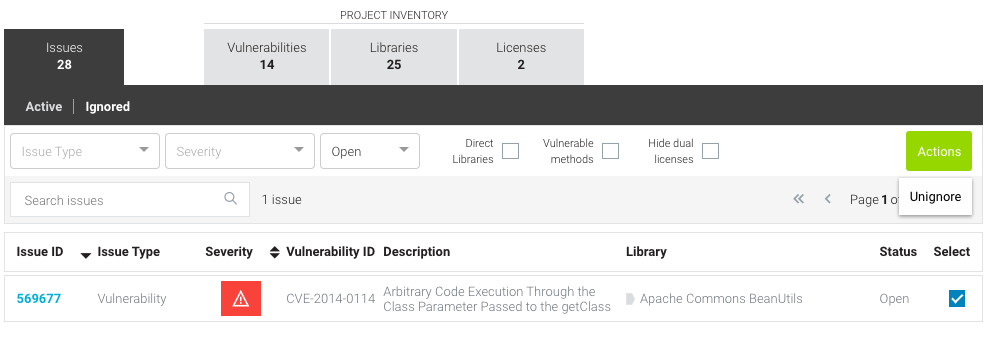 PROJECT INVENTORY
Issues
28
Vulnerabilities
14
Libraries
25
Licenses
2
Active
Ignored
Issue Type
Severity
Open
Direct
Libraries
Vulnerable
methods
Hide dual
licenses
Actions
Search issues
1 issue
Page 1
Unignore
Issue ID
Issue Type
Severity
Vulnerability ID
Description
Library
Status
Select
569677
Vulnerability
CVE-2014-0114
Arbitrary Code Execution Through the
Class Parameter Passed to the getClass
Apache Commons BeanUtils
Open